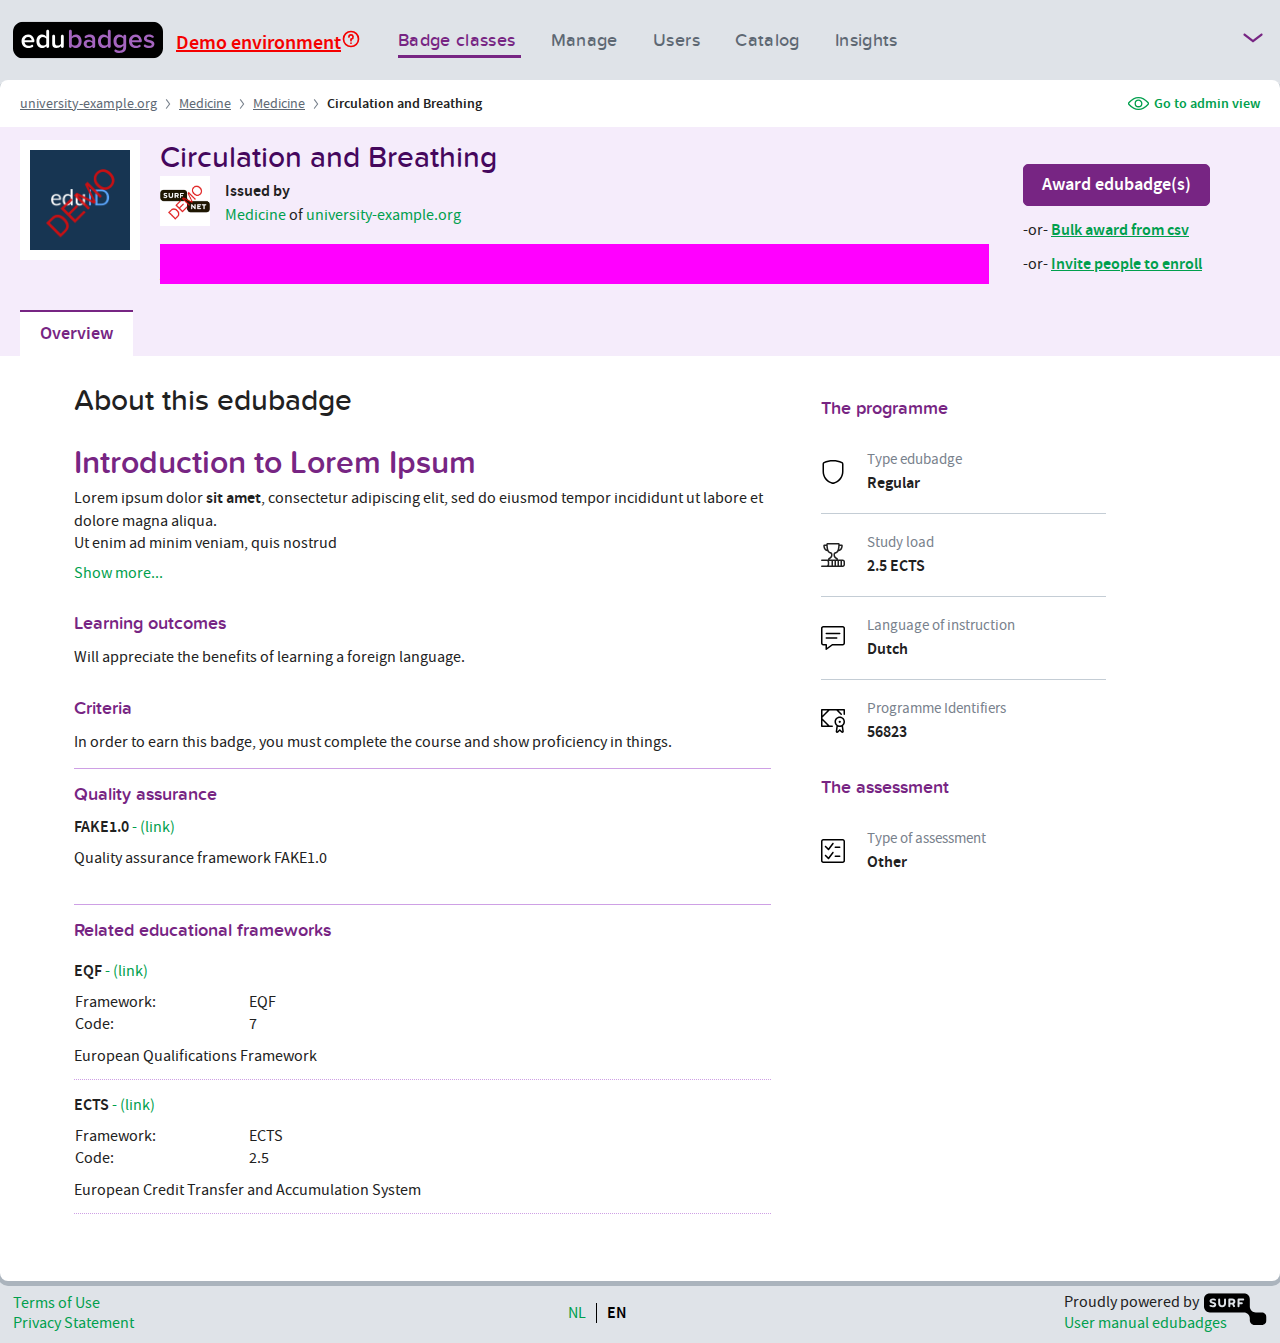 edubadges Demo environment Badge classes Manage Users Catalog Insights
university-example.org Medicine Medicine Circulation and Breathing Go to admin view
eduID
DEMO
Circulation and Breathing
SURF
NET
DEMO
Issued by
Medicine of university-example.org
Award edubadge(s)
-or- Bulk award from csv
-or- Invite people to enroll
Overview
About this edubadge
Introduction to Lorem Ipsum
Lorem ipsum dolor sit amet, consectetur adipiscing elit, sed do eiusmod tempor incididunt ut labore et
dolore magna aliqua.
Ut enim ad minim veniam, quis nostrud
Show more...
Learning outcomes
Will appreciate the benefits of learning a foreign language.
Criteria
In order to earn this badge, you must complete the course and show proficiency in things.
Quality assurance
FAKE1.0 - (link)
Quality assurance framework FAKE1.0
Related educational frameworks
EQF - (link)
Framework: EQF
Code: 7
European Qualifications Framework
ECTS - (link)
Framework: ECTS
Code: 2.5
European Credit Transfer and Accumulation System
The programme
Type edubadge
Regular
Study load
2.5 ECTS
Language of instruction
Dutch
Programme Identifiers
56823
The assessment
Type of assessment
Other
Terms of Use
Privacy Statement
NL EN
Proudly powered by SURF
User manual edubadges